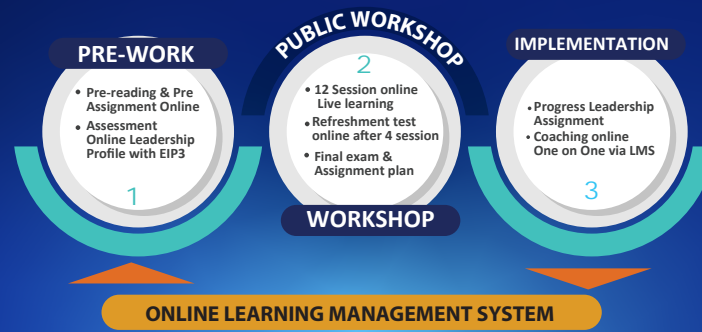 PRE-WORK
• Pre-reading & Pre
Assignment Online
• Assessment
Online Leadership
Profile with EIP3
1
PUBLIC WORKSHOP
2
• 12 Session online
Live learning
• Refreshment test
online after 4 session
• Final exam &
Assignment plan
WORKSHOP
IMPLEMENTATION
• Progress Leadership
Assignment
• Coaching online
One on One via LMS
3
ONLINE LEARNING MANAGEMENT SYSTEM